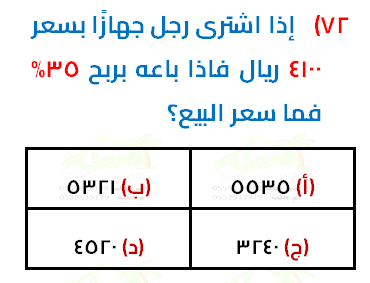 ٧٢) إذا اشترى رجل جهازًا بسعر
٤١٠٠ ريال فاذا باعه بربح ٣٥%
فما سعر البيع؟
(أ) ٥٥٣٥ (ب) ٥٣٢١
(ج) ٣٢٤٠ (د) ٤٥٢٠